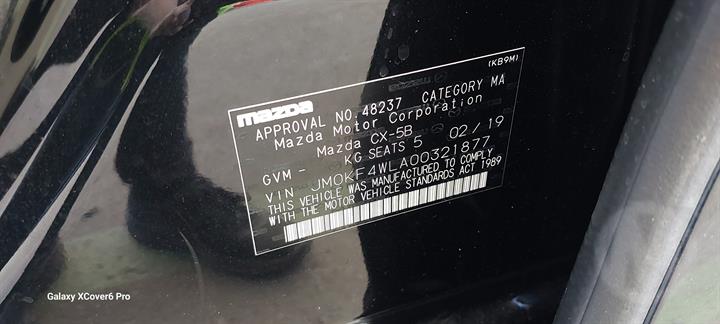 (KB9M)
mazda
APPROVAL NO. 48237 CATEGORY MA
Mazda Motor Corporation
Mazda CX-5B 02/19
GVM - KG SEATS 5
VIN JM0KF4WLA00321877
THIS VEHICLE WAS MANUFACTURED TO COMPLY
WITH THE MOTOR VEHICLE STANDARDS ACT 1989
Galaxy XCover6 Pro